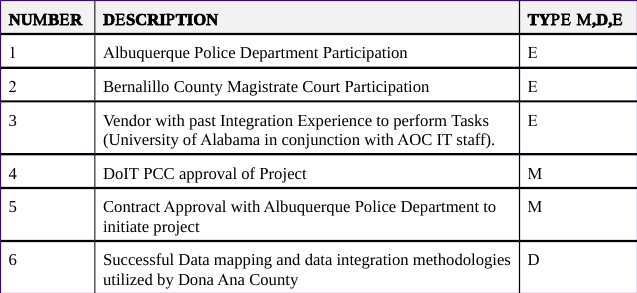 NUMBER DESCRIPTION TYPE M,D,E
1 Albuquerque Police Department Participation E
2 Bernalillo County Magistrate Court Participation E
3 Vendor with past Integration Experience to perform Tasks E
(University of Alabama in conjunction with AOC IT staff).
4 DoIT PCC approval of Project M
5 Contract Approval with Albuquerque Police Department to M
initiate project
6 Successful Data mapping and data integration methodologies D
utilized by Dona Ana County